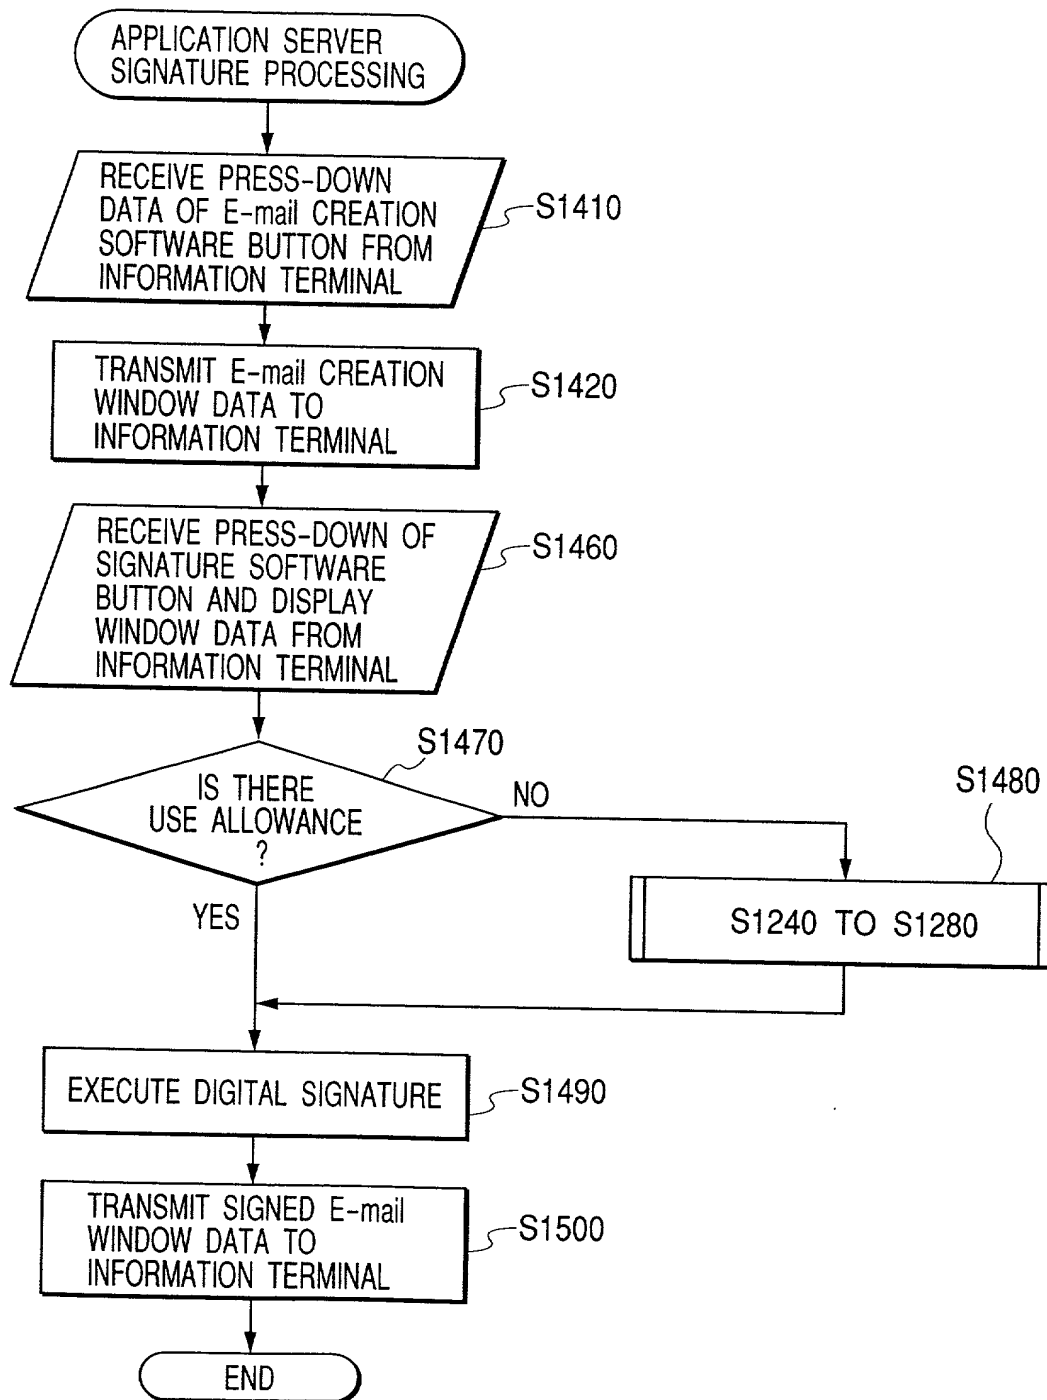 APPLICATION SERVER
SIGNATURE PROCESSING
RECEIVE PRESS-DOWN
DATA OF E-mail CREATION
SOFTWARE BUTTON FROM
INFORMATION TERMINAL
S1410
TRANSMIT E-mail CREATION
WINDOW DATA TO
INFORMATION TERMINAL
S1420
RECEIVE PRESS-DOWN OF
SIGNATURE SOFTWARE
BUTTON AND DISPLAY
WINDOW DATA FROM
INFORMATION TERMINAL
S1460
S1470
IS THERE
USE ALLOWANCE
?
NO
YES
S1480
S1240 TO S1280
EXECUTE DIGITAL SIGNATURE
S1490
TRANSMIT SIGNED E-mail
WINDOW DATA TO
INFORMATION TERMINAL
S1500
END